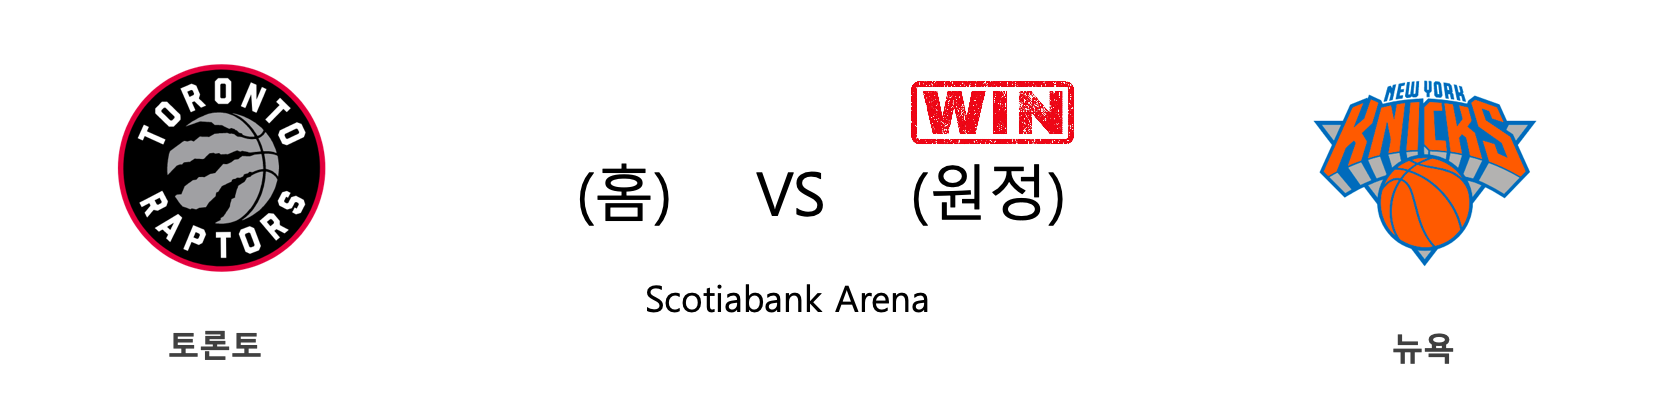 TORONTO
RAPTORS
토론토
(홈) VS (원정)
WIN
Scotiabank Arena
NEW YORK
KNICKS
뉴욕